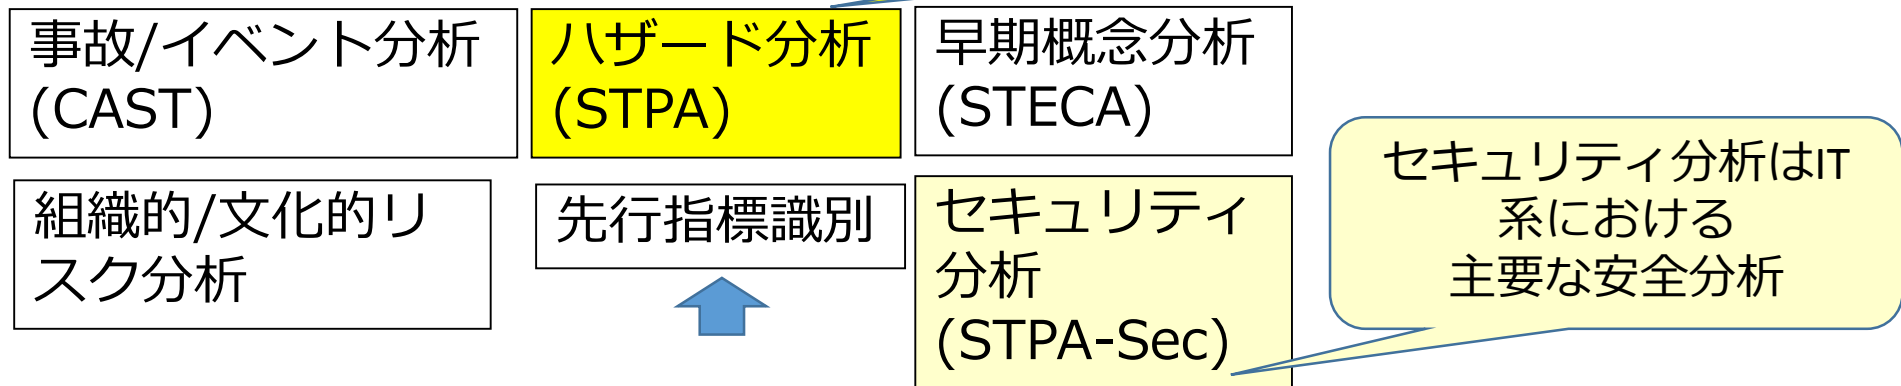 事故/イベント分析
(CAST)
ハザード分析
(STPA)
早期概念分析
(STECA)
組織的/文化的リ
スク分析
先行指標識別
セキュリティ
分析
(STPA-Sec)
セキュリティ分析はIT
系における
主要な安全分析